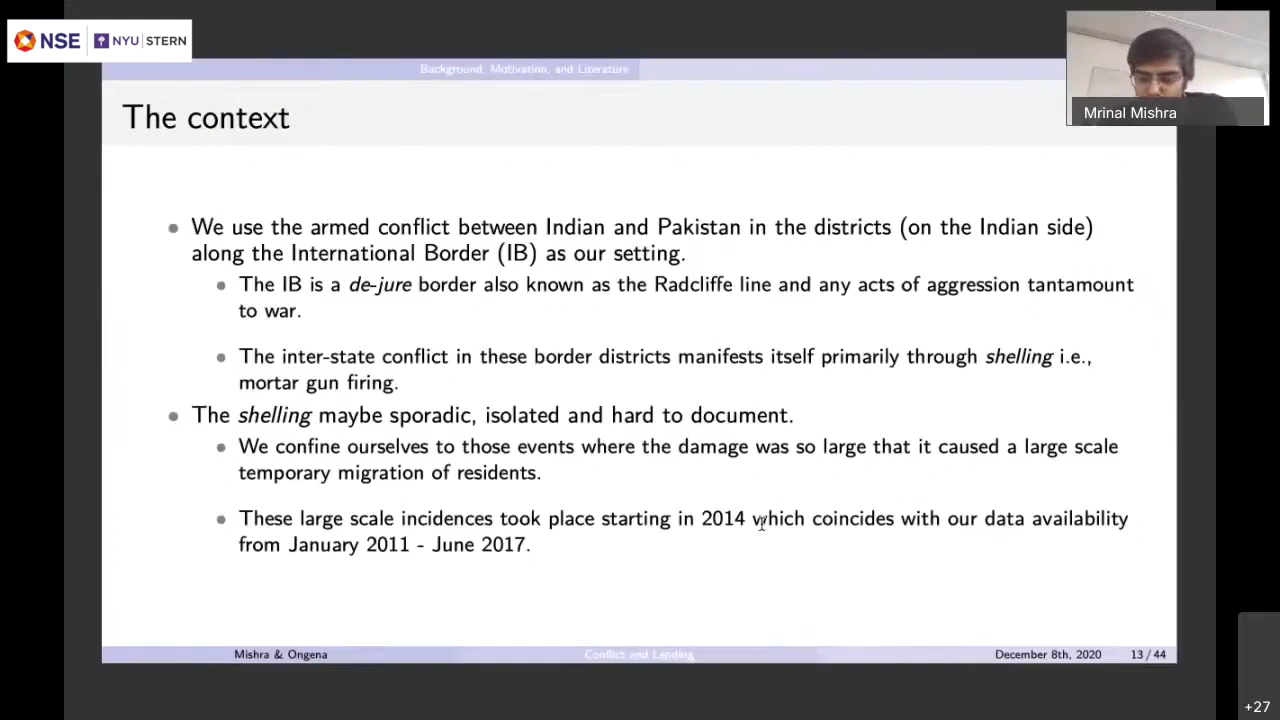 NSE NYU STERN
Background, Motivation, and Literature
The context
Mrinal Mishra
We use the armed conflict between Indian and Pakistan in the districts (on the Indian side)
along the International Border (IB) as our setting.
The IB is a de-jure border also known as the Radcliffe line and any acts of aggression tantamount
to war.
The inter-state conflict in these border districts manifests itself primarily through shelling i.e.,
mortar gun firing.
The shelling maybe sporadic, isolated and hard to document.
We confine ourselves to those events where the damage was so large that it caused a large scale
temporary migration of residents.
These large scale incidences took place starting in 2014 which coincides with our data availability
from January 2011 - June 2017.
Mishra & Ongena Conflict and Lending December 8th, 2020 13 / 44
+27